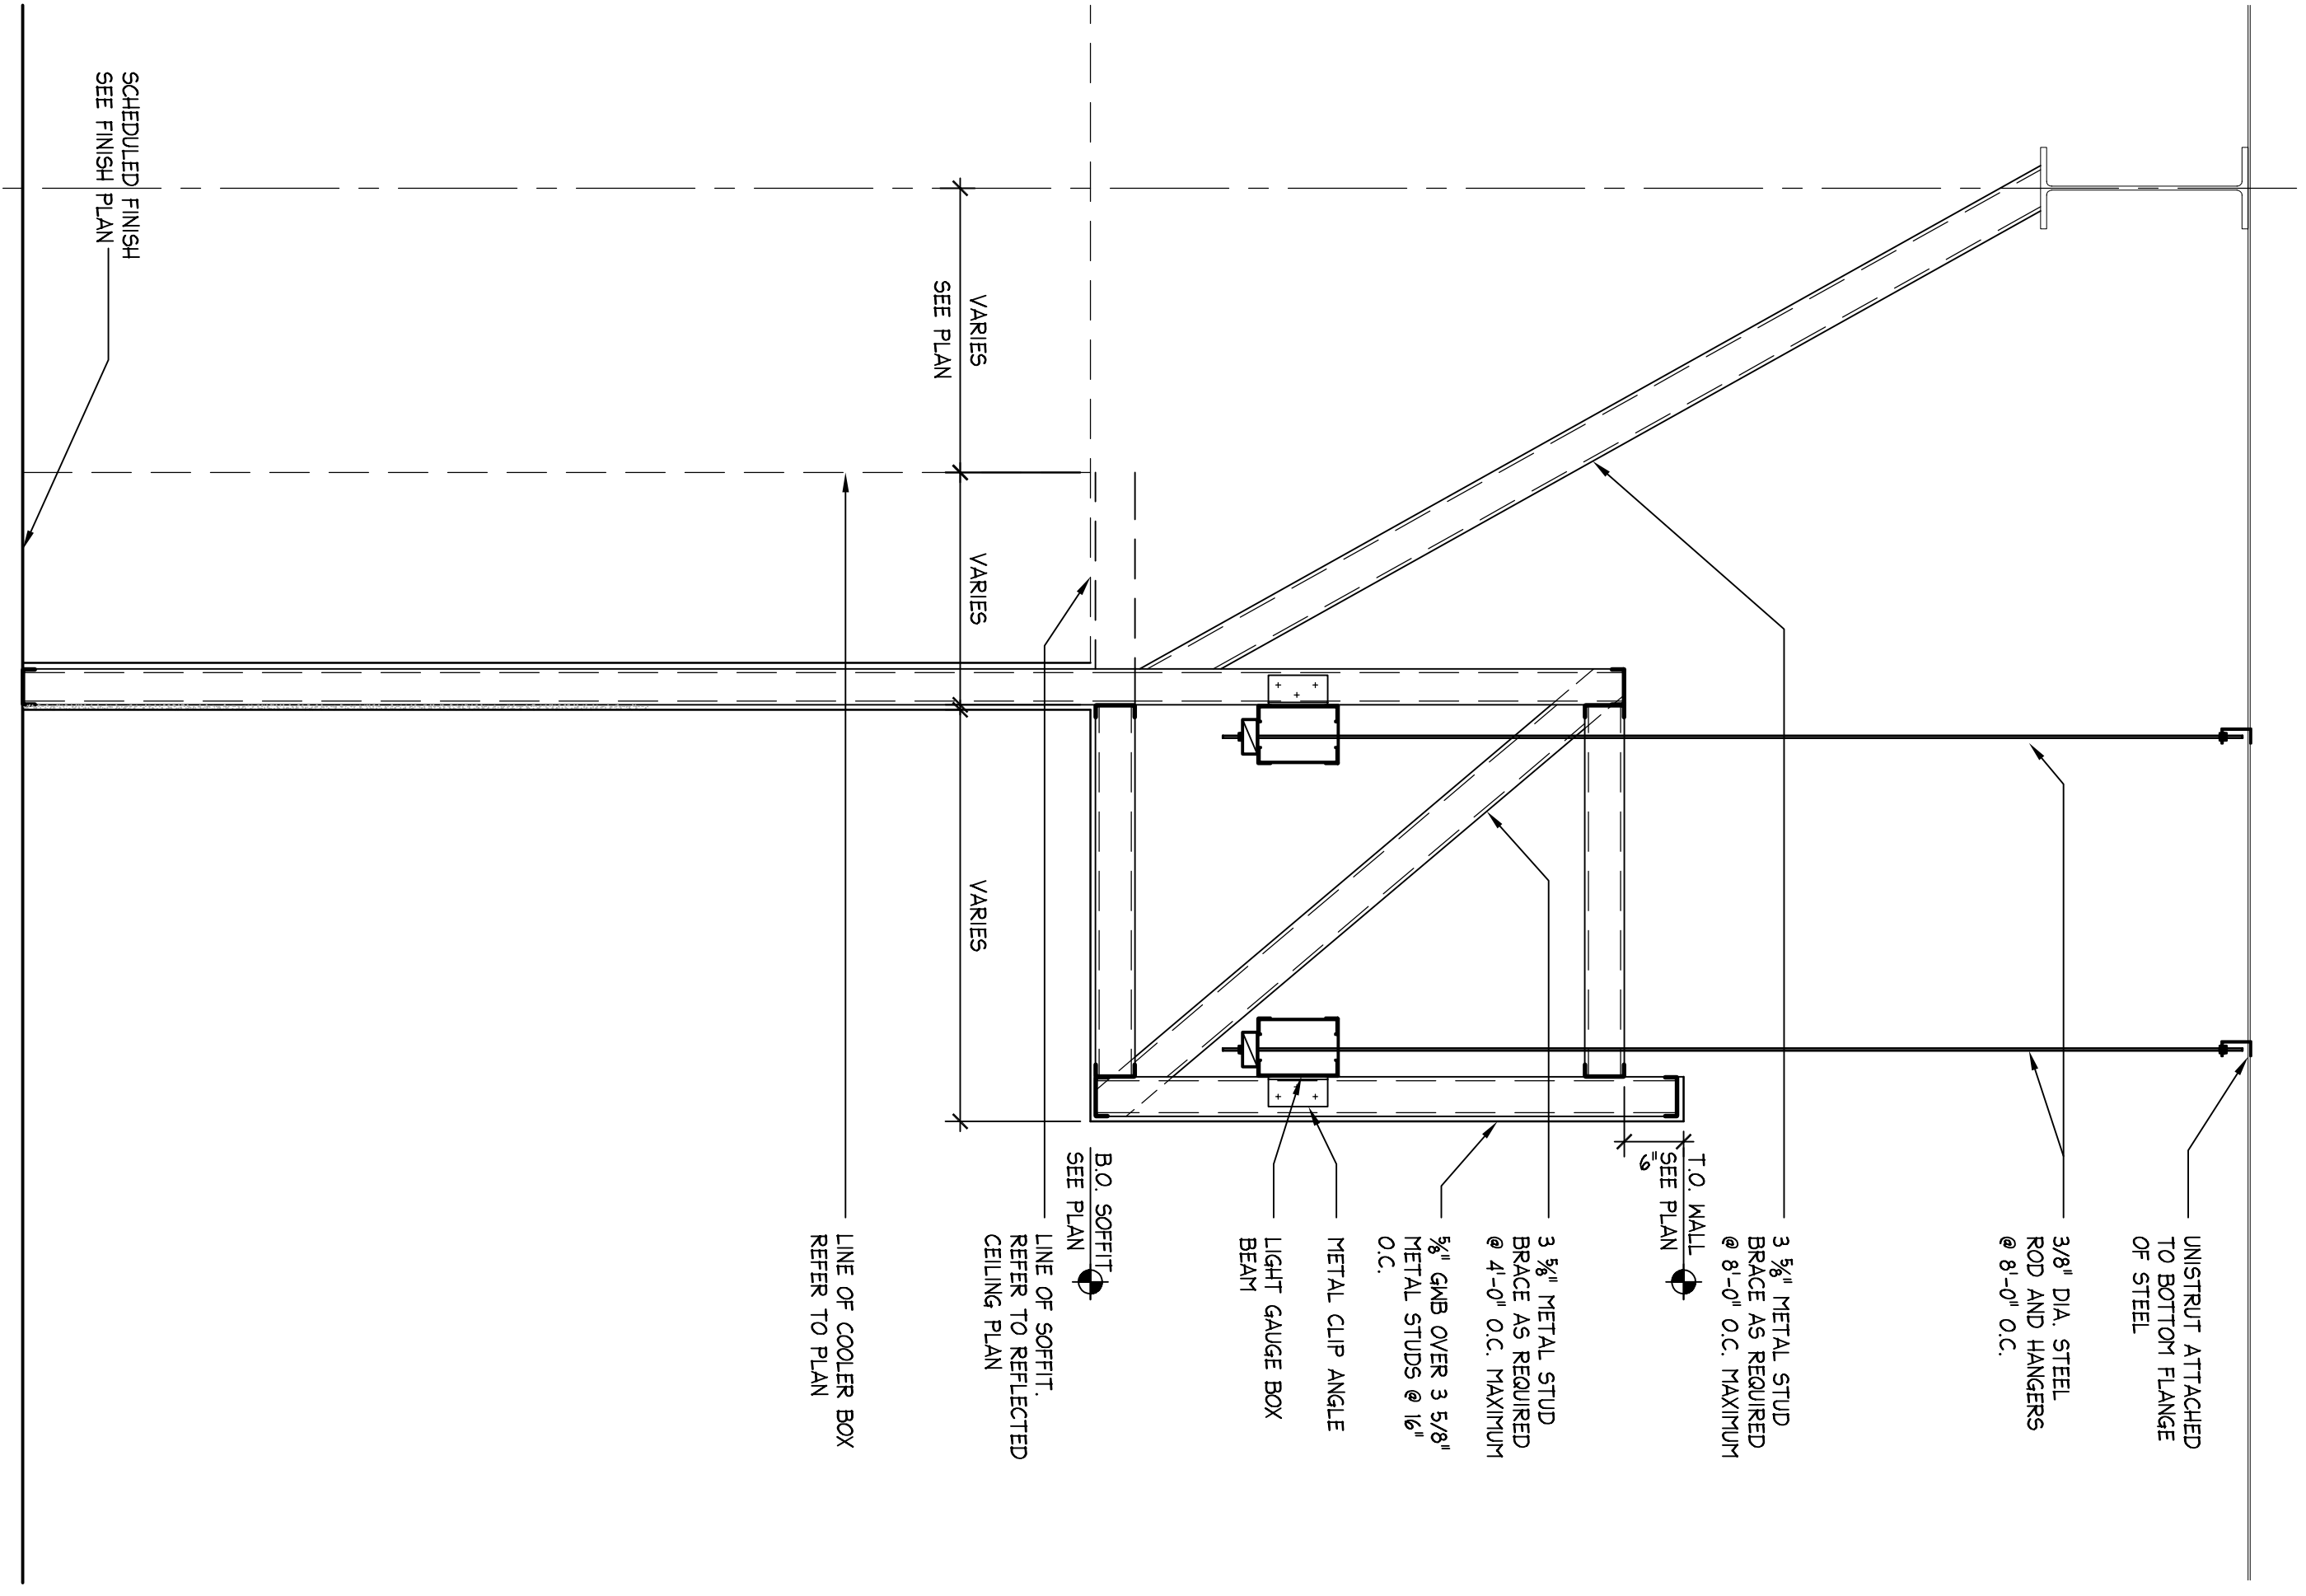 UNISTRUT ATTACHED
TO BOTTOM FLANGE
OF STEEL
3/8" DIA. STEEL
ROD AND HANGERS
@ 8'-0" O.C.
3 ⅝" METAL STUD
BRACE AS REQUIRED
@ 8'-0" O.C. MAXIMUM
T.O. WALL
SEE PLAN
6"
3 ⅝" METAL STUD
BRACE AS REQUIRED
@ 4'-0" O.C. MAXIMUM
⅝" GWB OVER 3 5/8"
METAL STUDS @ 16"
O.C.
METAL CLIP ANGLE
LIGHT GAUGE BOX
BEAM
B.O. SOFFIT
SEE PLAN
LINE OF SOFFIT.
REFER TO REFLECTED
CEILING PLAN
VARIES
SEE PLAN
VARIES
VARIES
LINE OF COOLER BOX
REFER TO PLAN
SCHEDULED FINISH
SEE FINISH PLAN